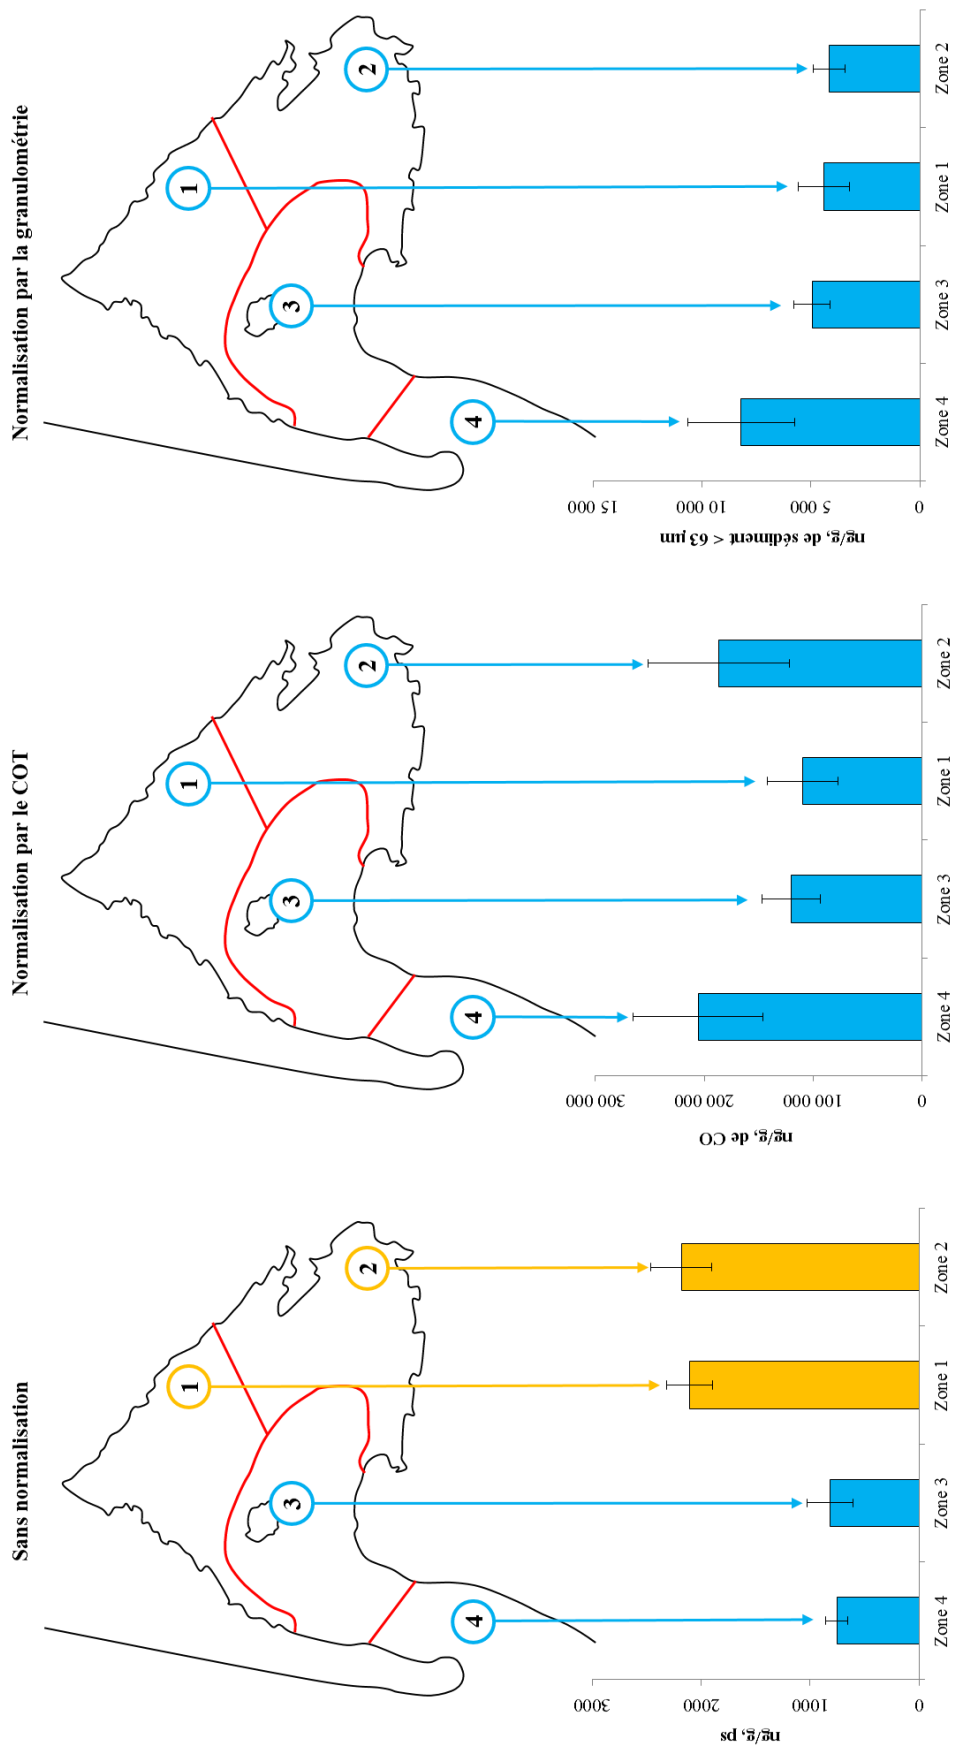 Sans normalisation
1
2
3
4
3000
2000
1000
0
ng/g, ps
Zone 4
Zone 3
Zone 1
Zone 2
Normalisation par le COT
1
2
3
4
300 000
200 000
100 000
0
ng/g, de CO
Zone 4
Zone 3
Zone 1
Zone 2
Normalisation par la granulométrie
1
2
3
4
15 000
10 000
5 000
0
ng/g, de sédiment < 63 µm
Zone 4
Zone 3
Zone 1
Zone 2